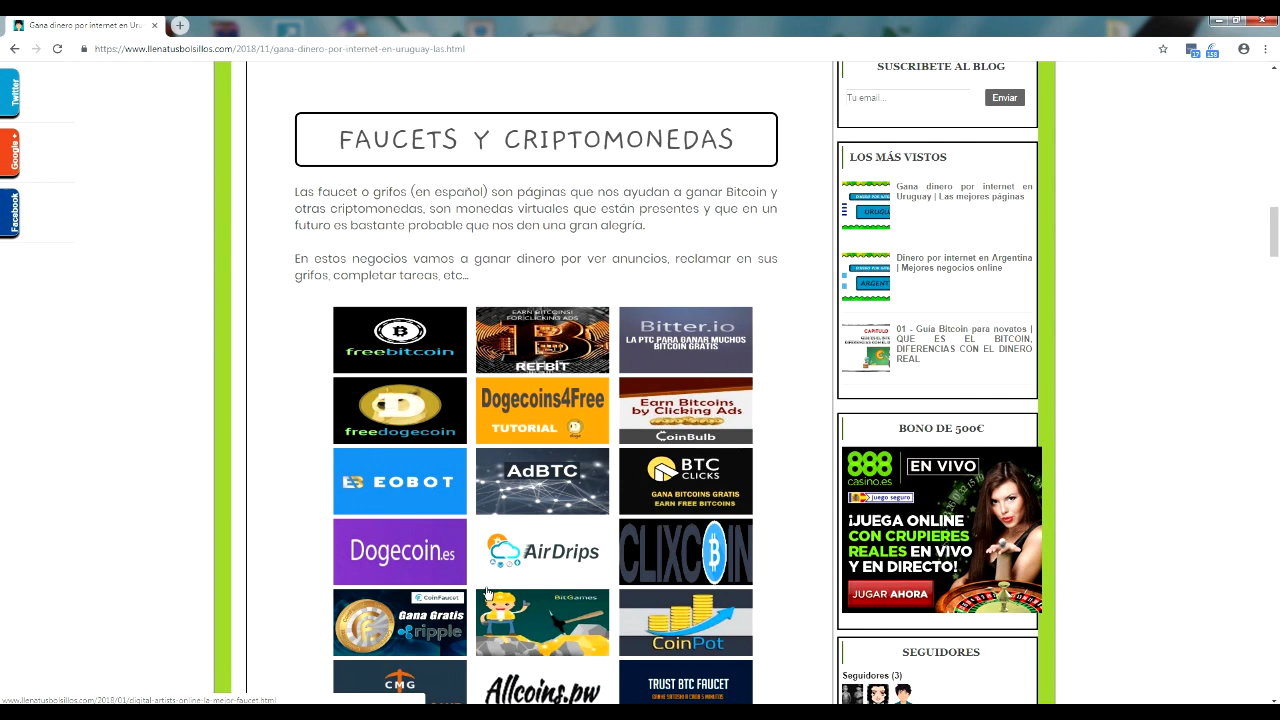 Gana dinero por internet en Uru
https://www.llenatusbolsillos.com/2018/11/gana-dinero-por-internet-en-uruguay-las.html
17
158
Twitter
Google +
Facebook
FAUCETS Y CRIPTOMONEDAS
Las faucet o grifos (en español) son páginas que nos ayudan a ganar Bitcoin y
otras criptomonedas, son monedas virtuales que están presentes y que en un
futuro es bastante probable que nos den una gran alegría.
En estos negocios vamos a ganar dinero por ver anuncios, reclamar en sus
grifos, completar tareas, etc...
freebitcoin
EARN BITCOINS!
FOR CLICKING ADS
REFBIT
Bitter.io
LA PTC PARA GANAR MUCHOS
BITCOIN GRATIS
freedogecoin
Dogecoins4Free
TUTORIAL
Earn Bitcoins
by Clicking Ads
CoinBulb
EOBOT
AdBTC
BTC
CLICKS
GANA BITCOINS GRATIS
EARN FREE BITCOINS
Dogecoin.es
AirDrips
CLIXCOIN
CoinFaucet
Gana Gratis
ripple
BitGames
CoinPot
CMG
Allcoins.pw
TRUST BTC FAUCET
SUSCRIBETE AL BLOG
Tu email...
Enviar
LOS MÁS VISTOS
Gana dinero por internet en
Uruguay | Las mejores páginas
Dinero por internet en Argentina
| Mejores negocios online
01 - Guia Bitcoin para novatos |
QUE ES EL BITCOIN,
DIFERENCIAS CON EL DINERO
REAL
BONO DE 500€
888
casino.es
EN VIVO
juego seguro
¡JUEGA ONLINE
CON CRUPIERES
REALES EN VIVO
Y EN DIRECTO!
JUGAR AHORA
SEGUIDORES
Seguidores (3)
www.llenatusbolsillos.com/2018/01/digital-artists-online-la-mejor-faucet.html